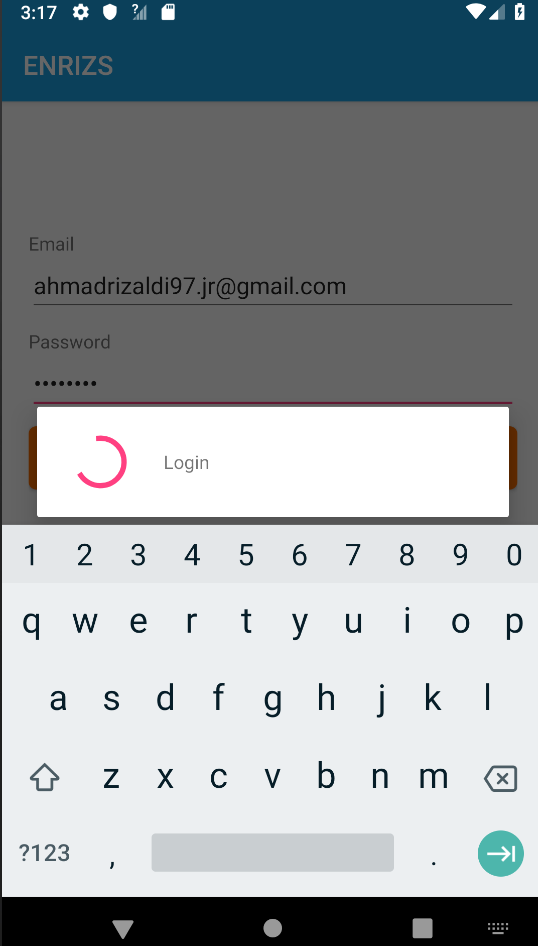 3:17
ENRIZS
Email
ahmadrizaldi97.jr@gmail.com
Password
••••••••
Login
1 2 3 4 5 6 7 8 9 0
q w e r t y u i o p
a s d f g h j k l
z x c v b n m
?123 , .